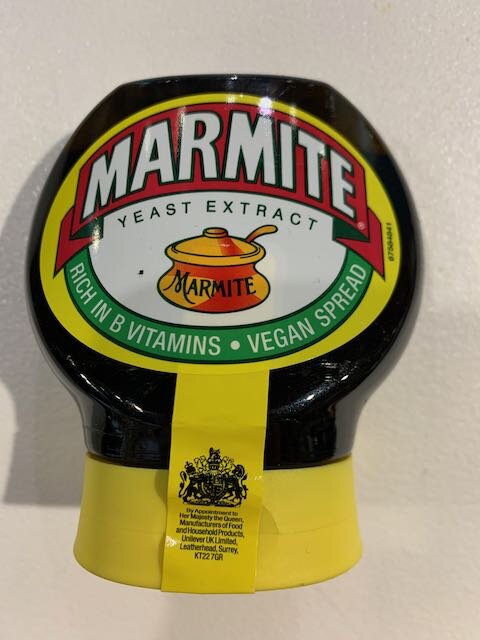 MARMITE
YEAST EXTRACT
MARMITE
RICH IN B VITAMINS • VEGAN SPREAD
67584841
By Appointment to
Her Majesty the Queen,
Manufacturers of Food
and Household Products,
Unilever UK Limited,
Leatherhead, Surrey,
KT22 7GR